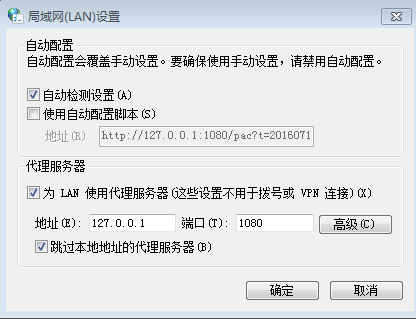 局域网(LAN)设置
自动配置
自动配置会覆盖手动设置。要确保使用手动设置，请禁用自动配置。
自动检测设置(A)
使用自动配置脚本(S)
地址(R) http://127.0.0.1:1080/pac?t=2016071
代理服务器
为 LAN 使用代理服务器(这些设置不用于拨号或 VPN 连接)(X)
地址(E): 127.0.0.1 端口(T): 1080 高级(C)
跳过本地地址的代理服务器(B)
确定 取消